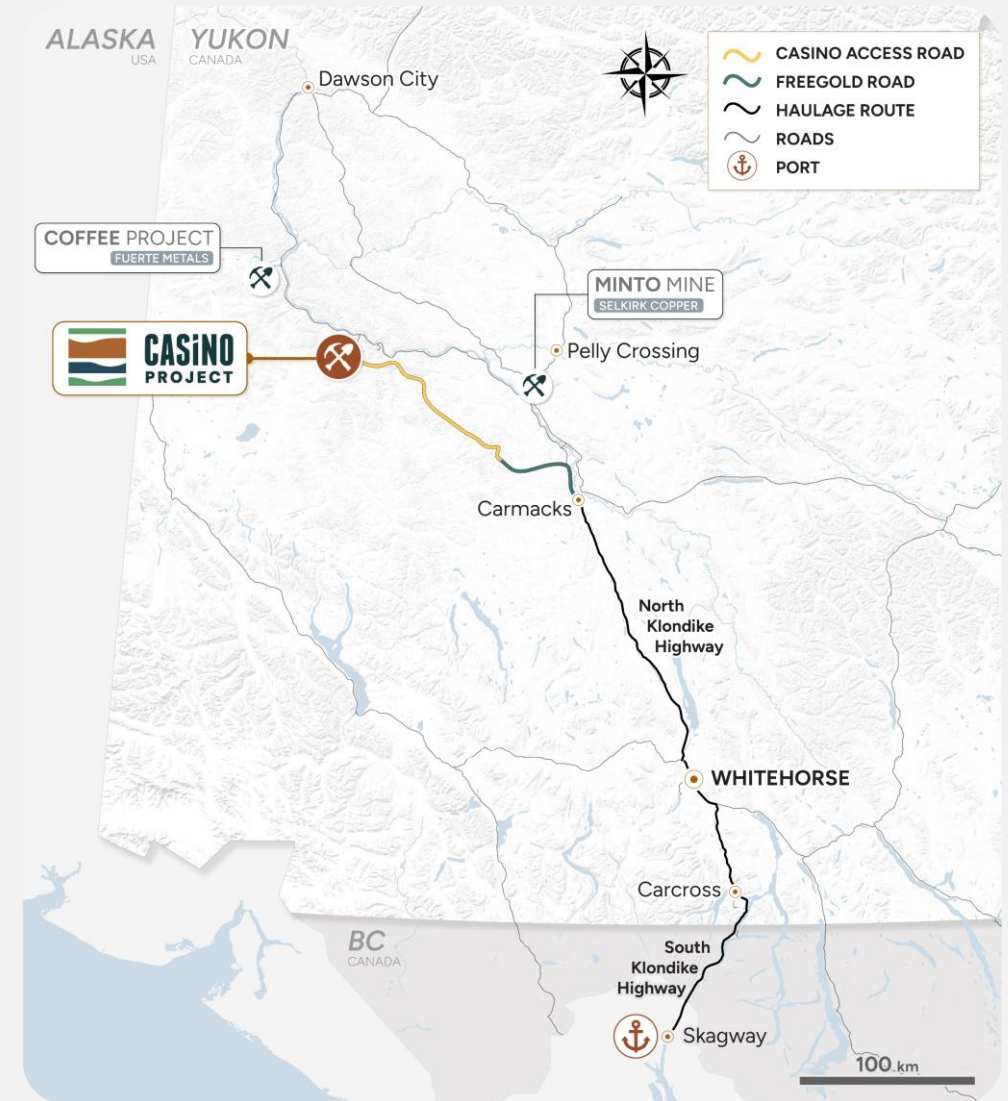 ALASKA
USA
YUKON
CANADA
Dawson City
CASINO ACCESS ROAD
FREEGOLD ROAD
HAULAGE ROUTE
ROADS
PORT
COFFEE PROJECT
FUERTE METALS
MINTO MINE
SELKIRK COPPER
CASiNO
PROJECT
Pelly Crossing
Carmacks
North
Klondike
Highway
WHITEHORSE
Carcross
BC
CANADA
South
Klondike
Highway
Skagway
100 km